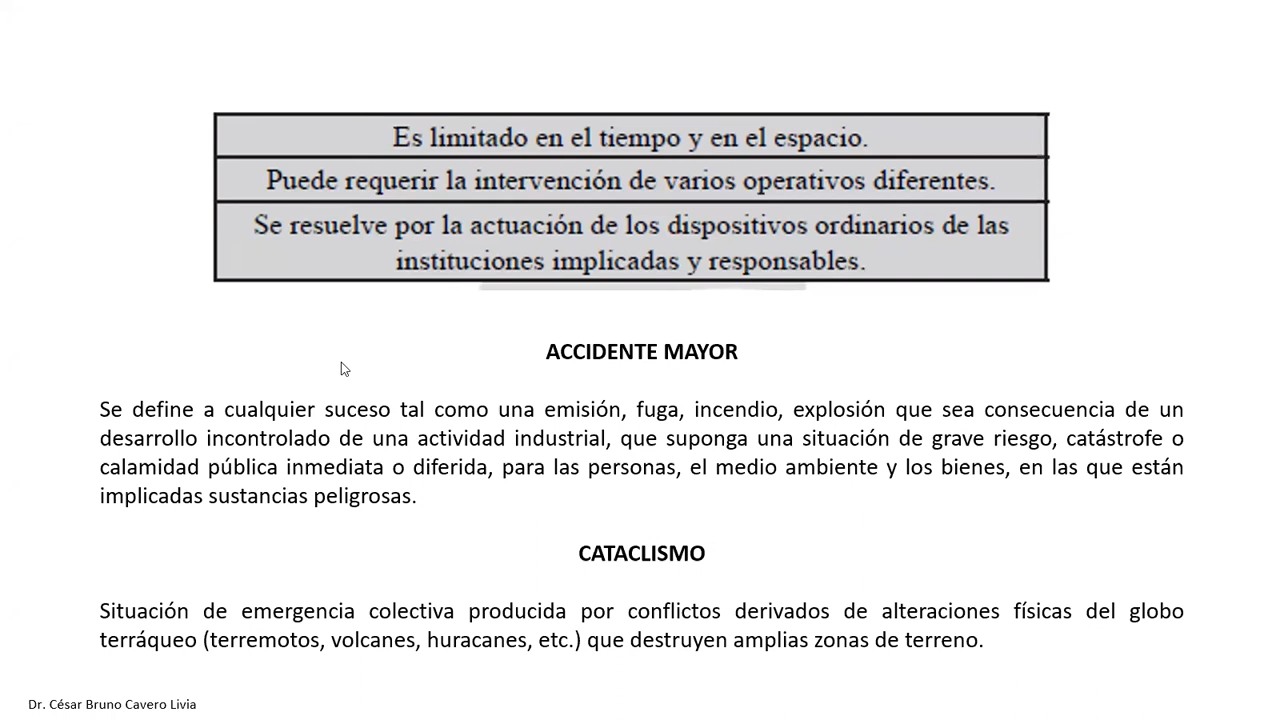 Es limitado en el tiempo y en el espacio.
Puede requerir la intervención de varios operativos diferentes.
Se resuelve por la actuación de los dispositivos ordinarios de las
instituciones implicadas y responsables.
ACCIDENTE MAYOR
Se define a cualquier suceso tal como una emisión, fuga, incendio, explosión que sea consecuencia de un
desarrollo incontrolado de una actividad industrial, que suponga una situación de grave riesgo, catástrofe o
calamidad pública inmediata o diferida, para las personas, el medio ambiente y los bienes, en las que están
implicadas sustancias peligrosas.
CATACLISMO
Situación de emergencia colectiva producida por conflictos derivados de alteraciones físicas del globo
terráqueo (terremotos, volcanes, huracanes, etc.) que destruyen amplias zonas de terreno.
Dr. César Bruno Cavero Livia